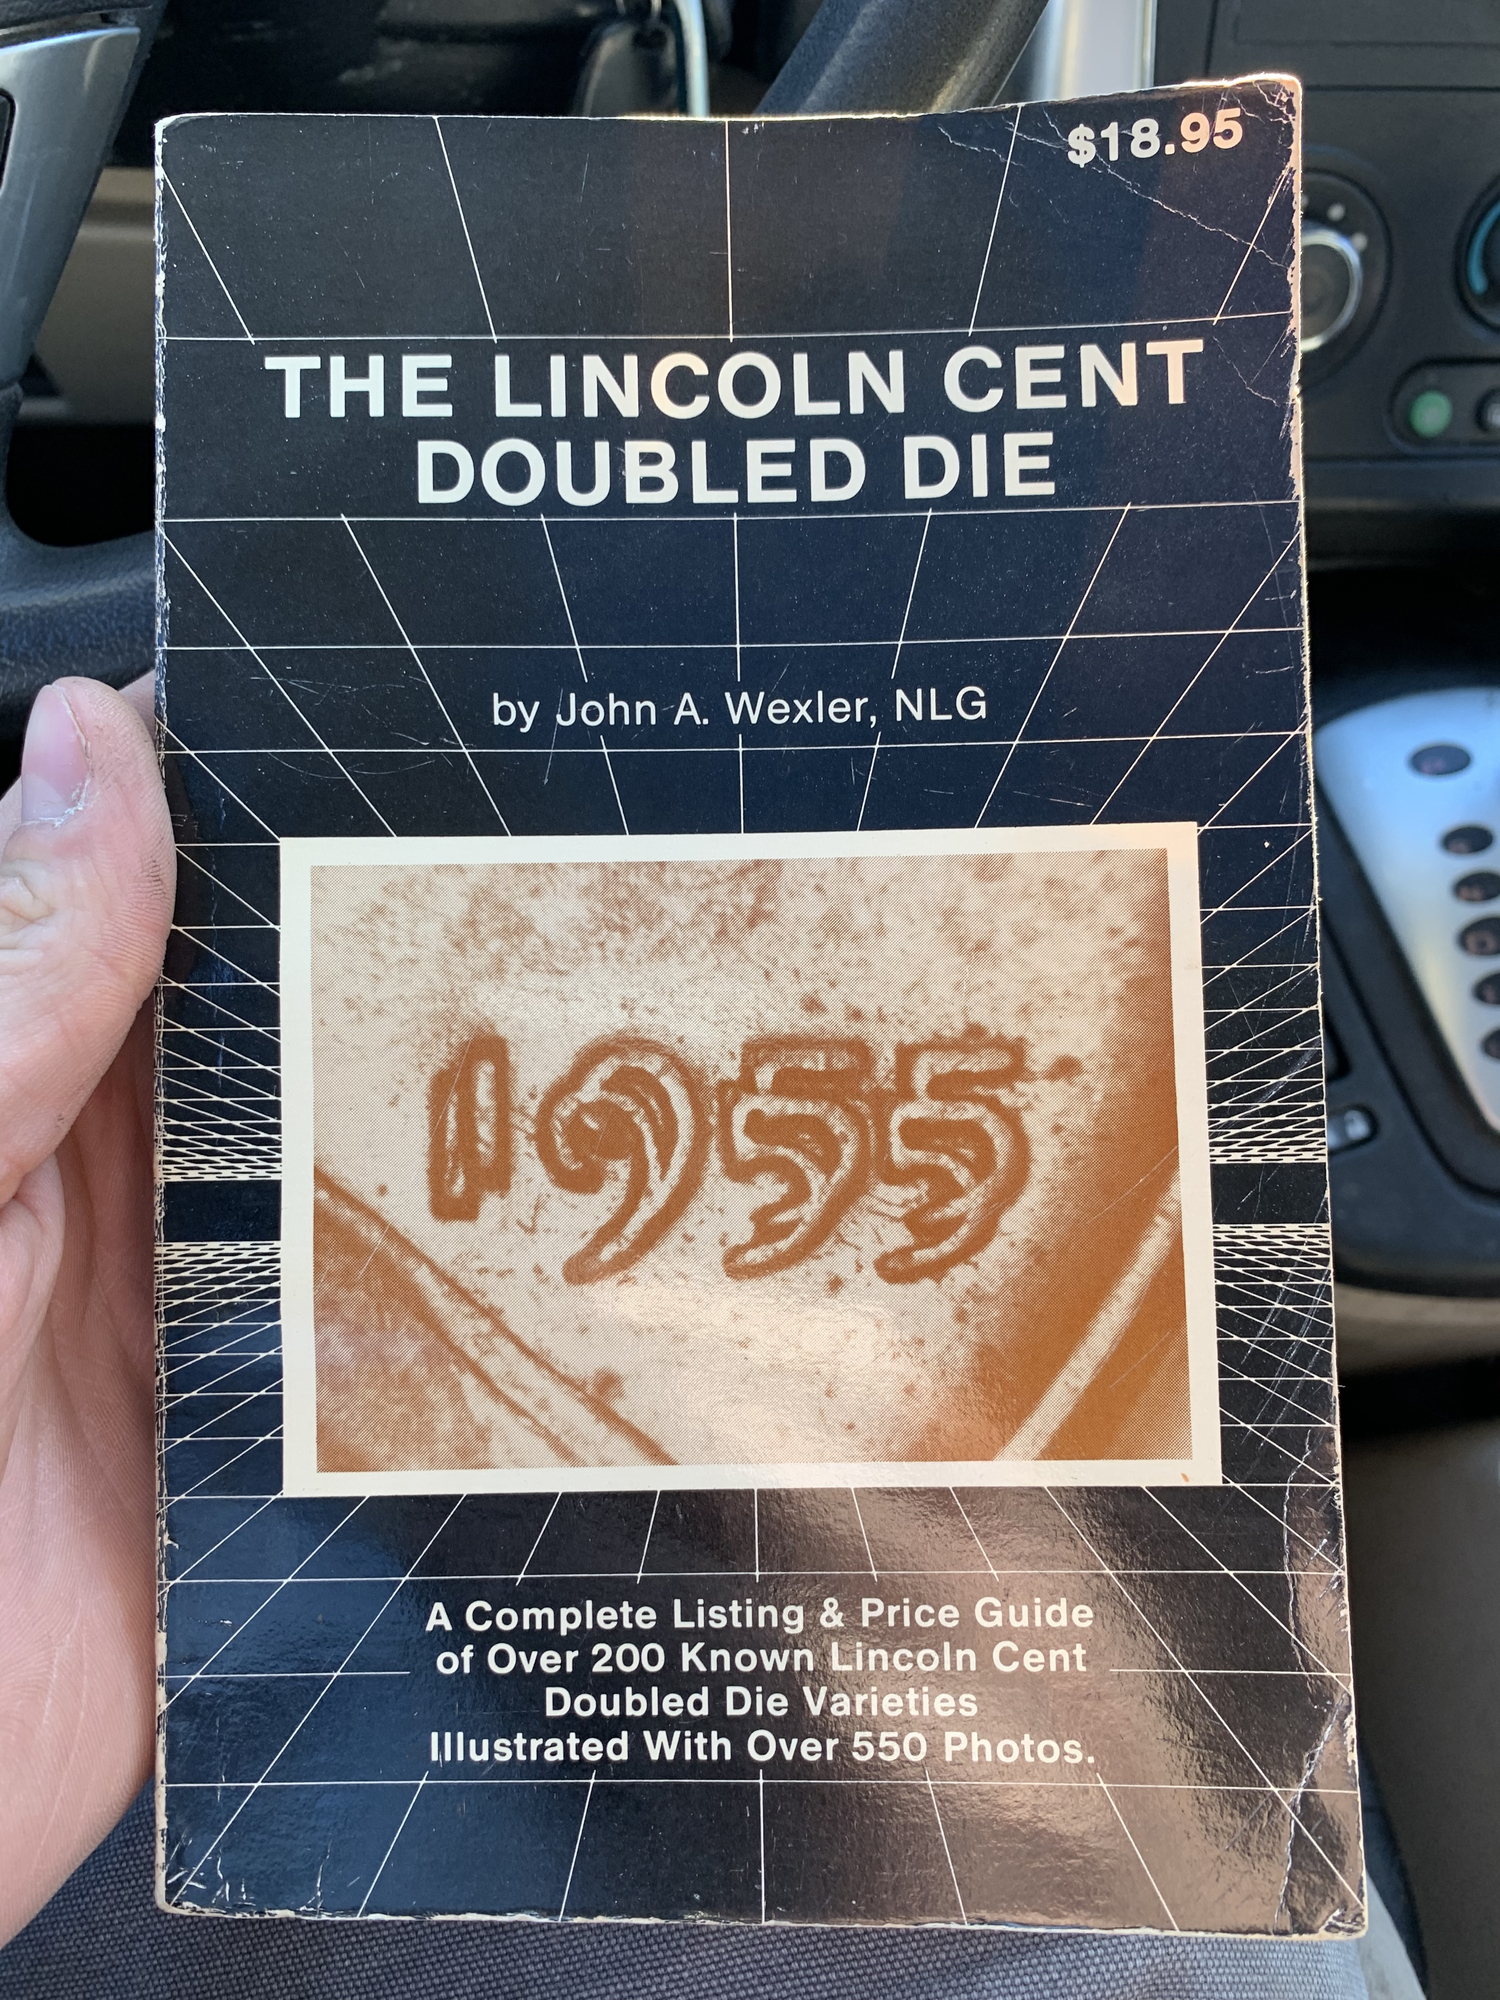 $18.95
THE LINCOLN CENT
DOUBLED DIE
by John A. Wexler, NLG
1955
A Complete Listing & Price Guide
of Over 200 Known Lincoln Cent
Doubled Die Varieties
Illustrated With Over 550 Photos.